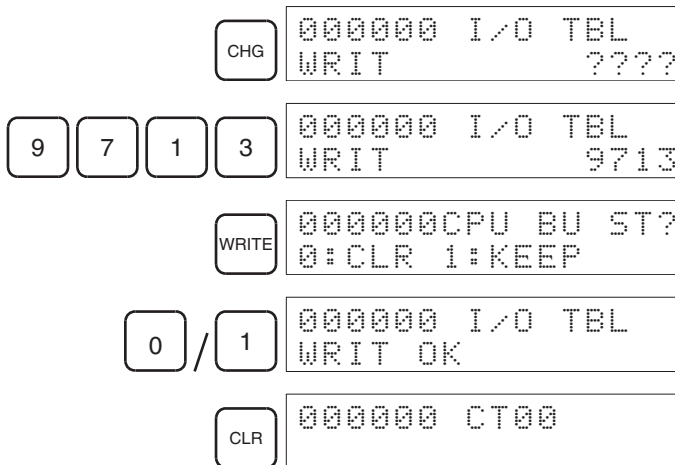 CHG
000000 I/O TBL
WRIT ????
9 7 1 3
000000 I/O TBL
WRIT 9713
WRITE
000000CPU BU ST?
0:CLR 1:KEEP
0 / 1
000000 I/O TBL
WRIT OK
CLR
000000 CT00